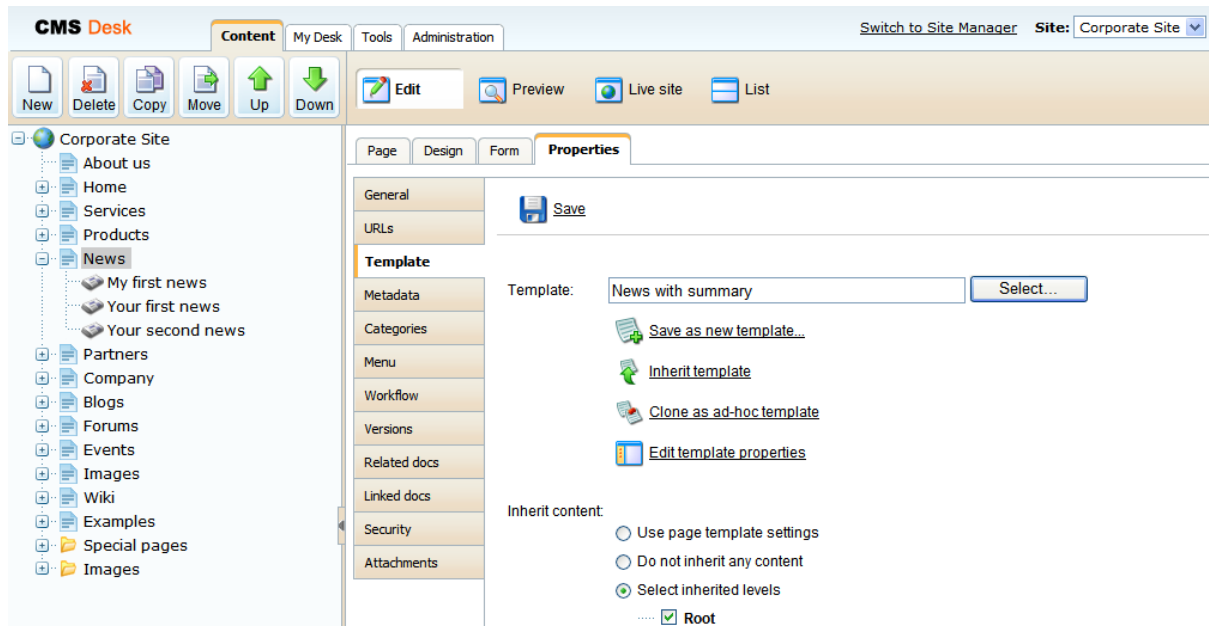 CMS Desk
Content
My Desk
Tools
Administration
Switch to Site Manager
Site:
Corporate Site
New
Delete
Copy
Move
Up
Down
Edit
Preview
Live site
List
Corporate Site
About us
Home
Services
Products
News
My first news
Your first news
Your second news
Partners
Company
Blogs
Forums
Events
Images
Wiki
Examples
Special pages
Images
Page
Design
Form
Properties
General
URLs
Template
Metadata
Categories
Menu
Workflow
Versions
Related docs
Linked docs
Security
Attachments
Save
Template:
News with summary
Select...
Save as new template...
Inherit template
Clone as ad-hoc template
Edit template properties
Inherit content:
Use page template settings
Do not inherit any content
Select inherited levels
Root